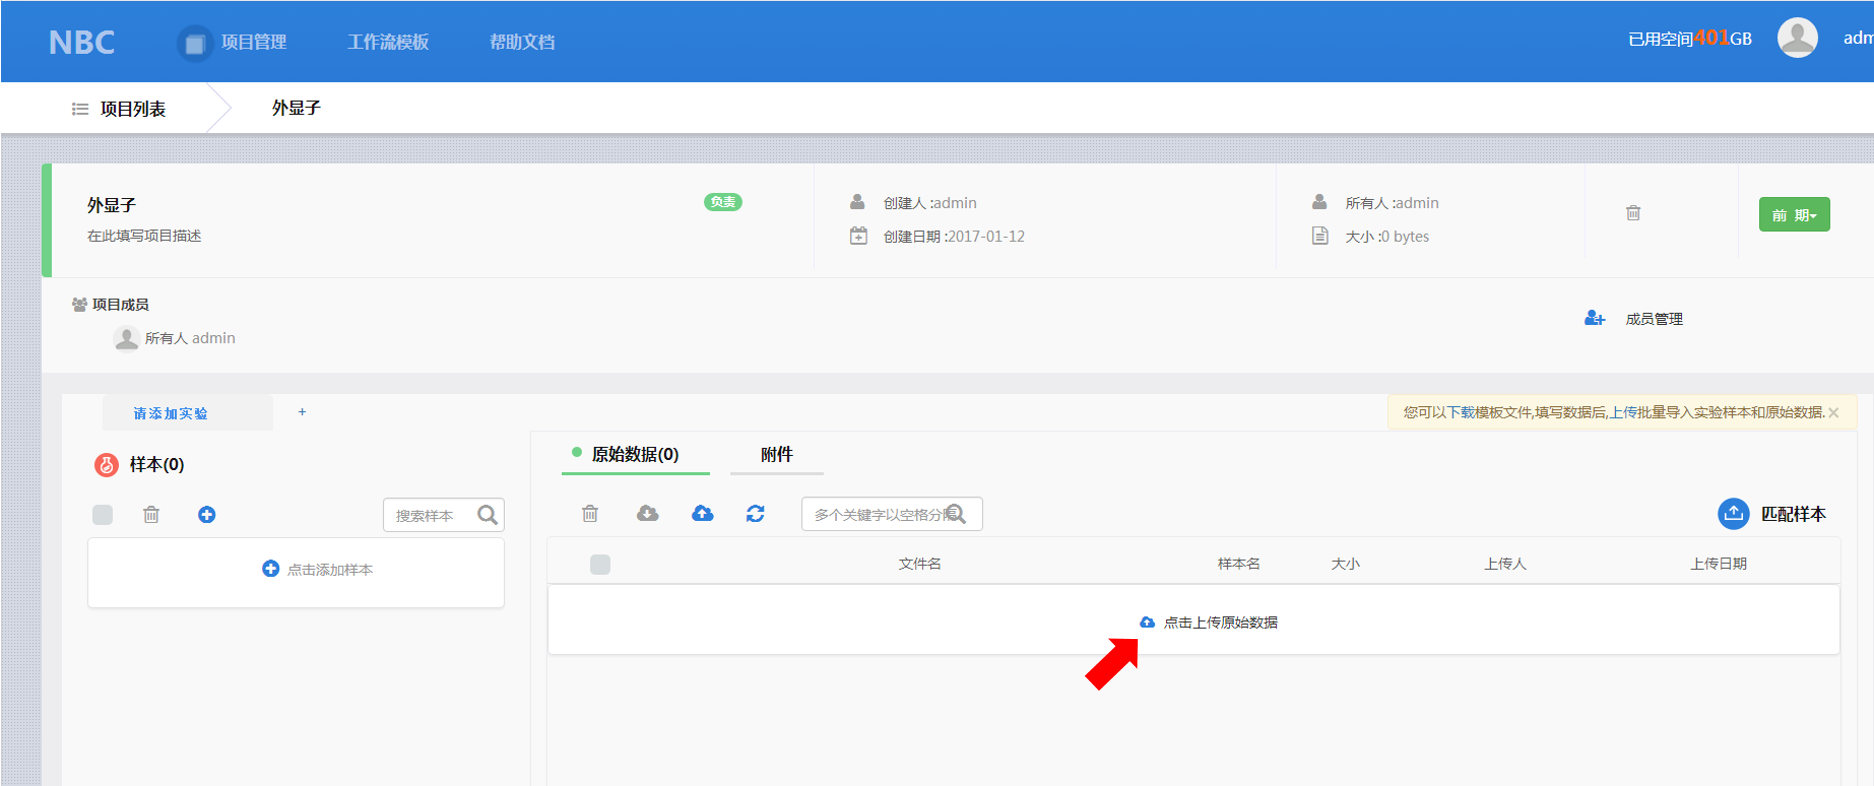 NBC 项目管理 工作流模板 帮助文档 已用空间401GB adm
项目列表 外显子
外显子 负责 创建人 :admin 所有人 :admin 前 期
在此填写项目描述 创建日期 :2017-01-12 大小 :0 bytes
项目成员
所有人 admin 成员管理
请添加实验 + 您可以下载模板文件,填写数据后,上传批量导入实验样本和原始数据. ×
样本(0) 原始数据(0) 附件
搜索样本 多个关键字以空格分隔 匹配样本
文件名 样本名 大小 上传人 上传日期
点击添加样本
点击上传原始数据